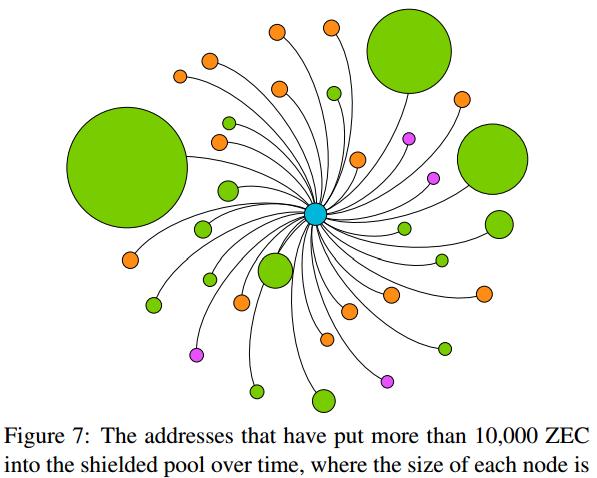 Figure 7: The addresses that have put more than 10,000 ZEC
into the shielded pool over time, where the size of each node is